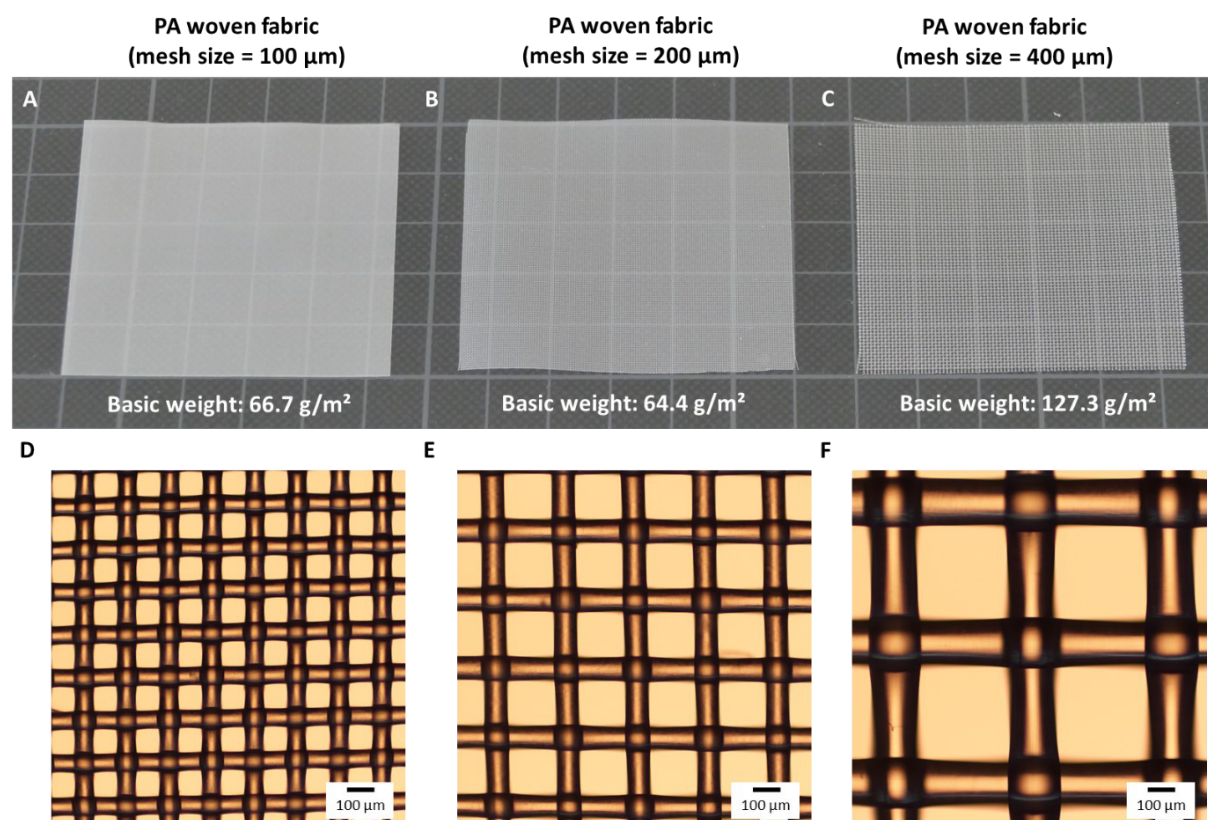 PA woven fabric
(mesh size = 100 µm)
PA woven fabric
(mesh size = 200 µm)
PA woven fabric
(mesh size = 400 µm)
A
B
C
Basic weight: 66.7 g/m²
Basic weight: 64.4 g/m²
Basic weight: 127.3 g/m²
D
E
F
100 µm
100 µm
100 µm